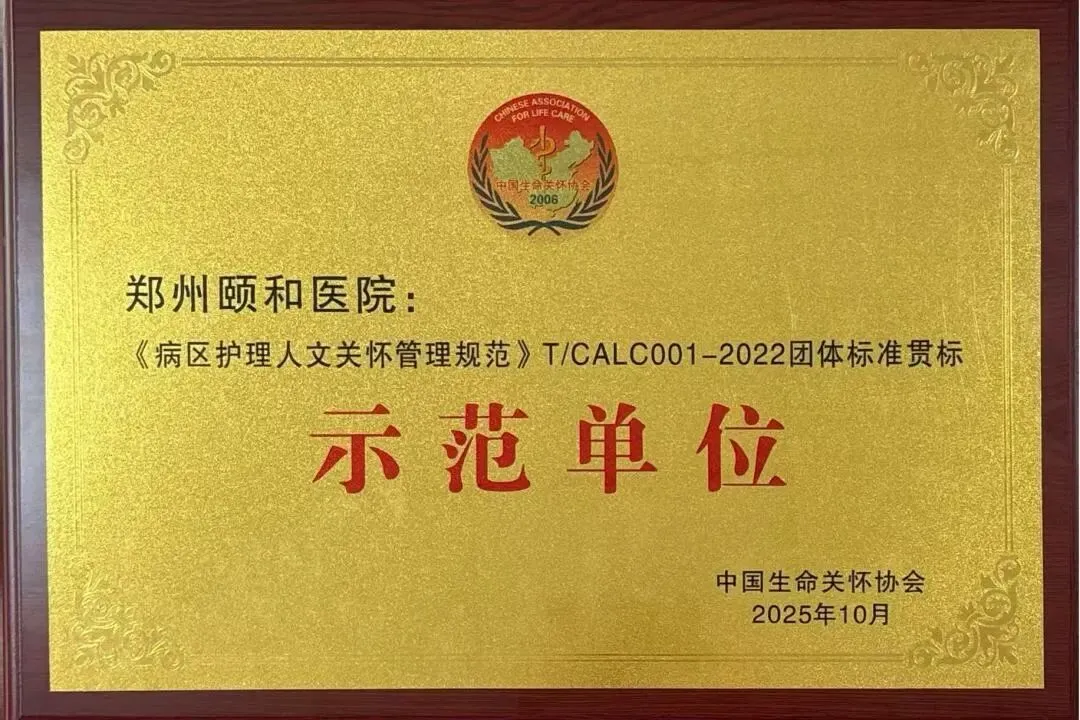 CHINESE ASSOCIATION
FOR LIFE CARE
中国生命关怀协会
2006
郑州颐和医院：
《病区护理人文关怀管理规范》T/CALC001-2022团体标准贯标
示范单位
中国生命关怀协会
2025年10月